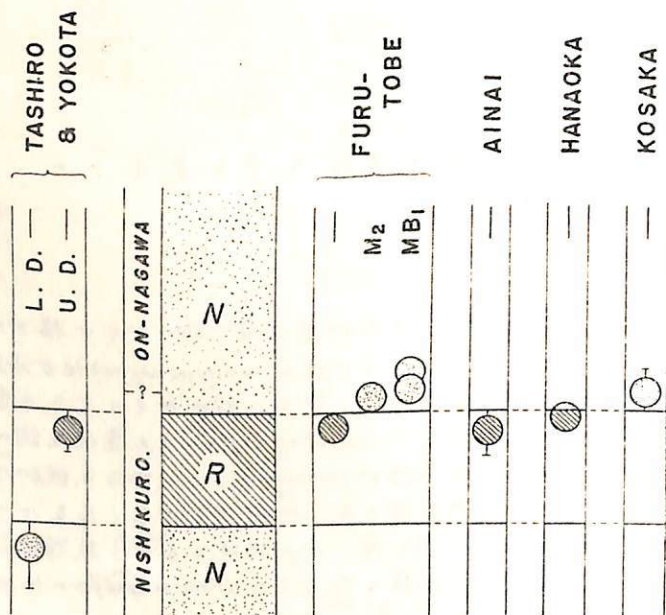 TASHIRO
& YOKOTA
FURU-
TOBE
AINAI
HANAOKA
KOSAKA
L. D. —
U. D. —
—
M2
MB1
—
—
—
NISHIKURO. —?— ON-NAGAWA
N
R
N